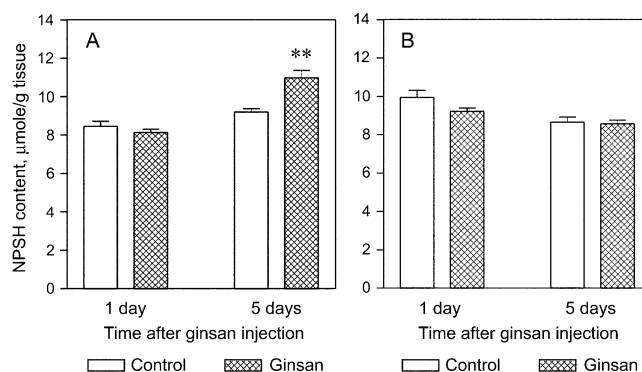 NPSH content, μmole/g tissue
14
12
10
8
6
4
2
0
A
**
1 day
5 days
Time after ginsan injection
Control
Ginsan
14
12
10
8
6
4
2
0
B
1 day
5 days
Time after ginsan injection
Control
Ginsan